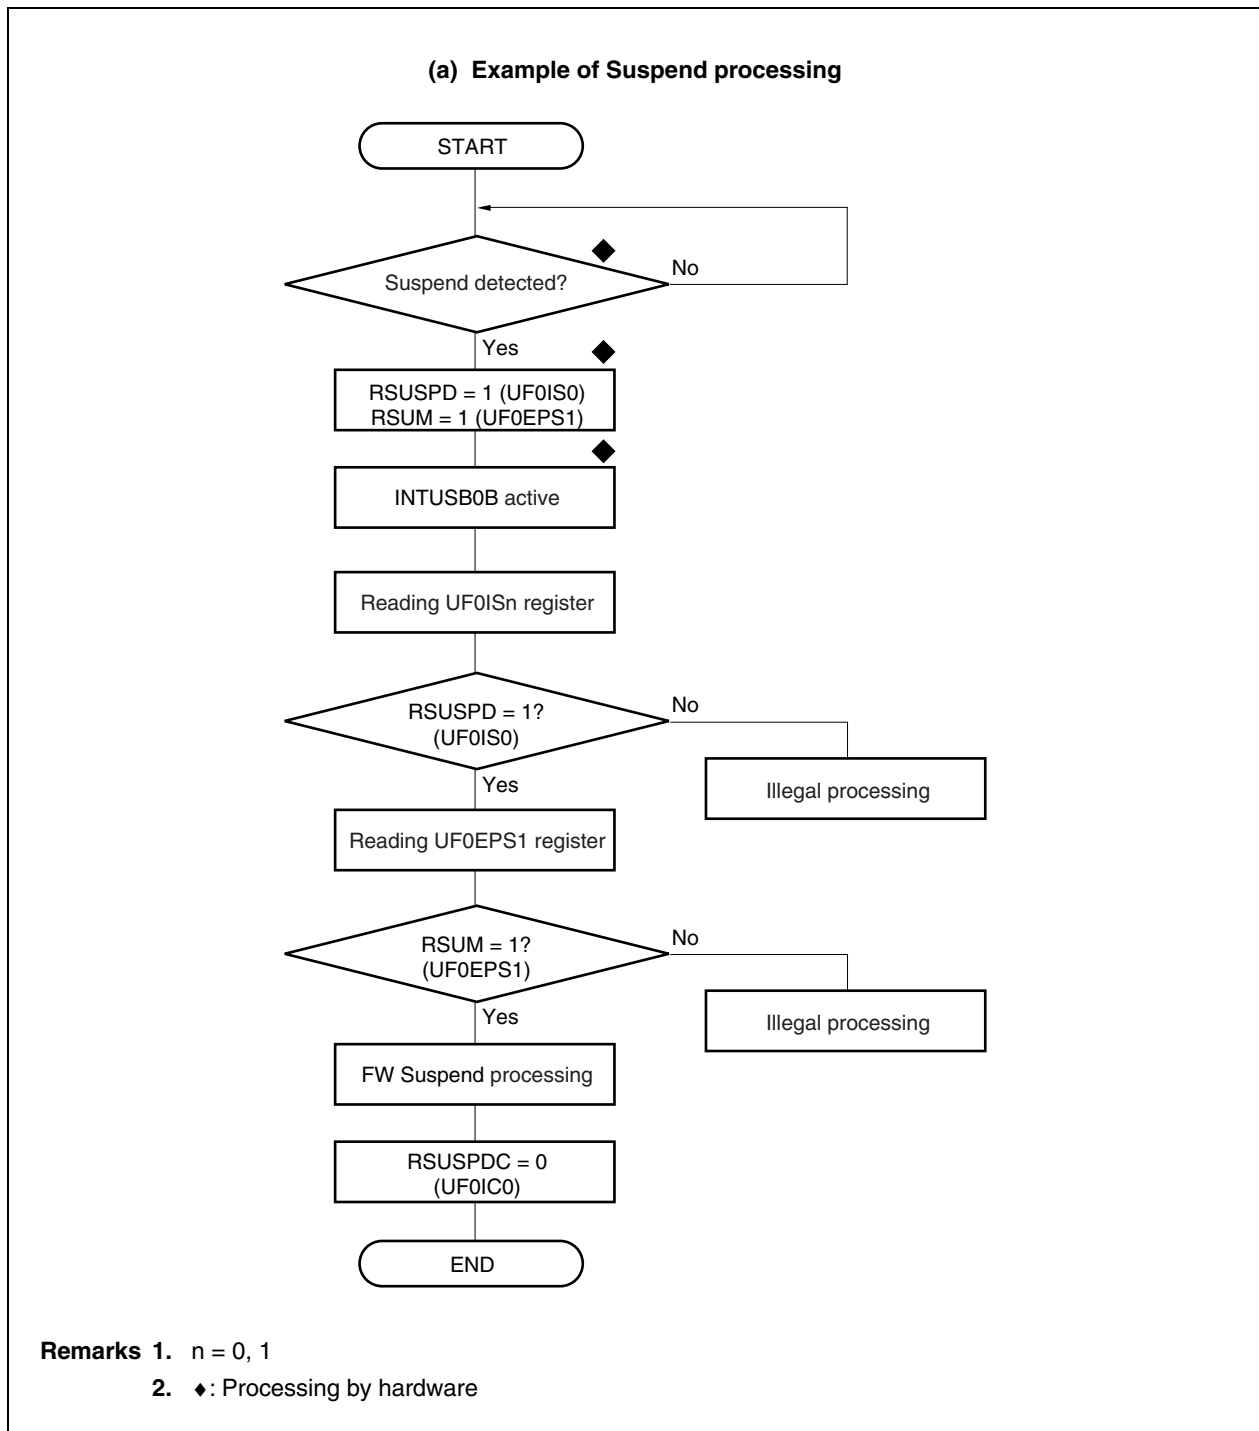 (a) Example of Suspend processing
START
Suspend detected?
No
Yes
RSUSPD = 1 (UF0IS0)
RSUM = 1 (UF0EPS1)
INTUSB0B active
Reading UF0ISn register
RSUSPD = 1?
(UF0IS0)
No
Yes
Illegal processing
Reading UF0EPS1 register
RSUM = 1?
(UF0EPS1)
No
Yes
Illegal processing
FW Suspend processing
RSUSPDC = 0
(UF0IC0)
END
Remarks 1. n = 0, 1
2. ♦: Processing by hardware